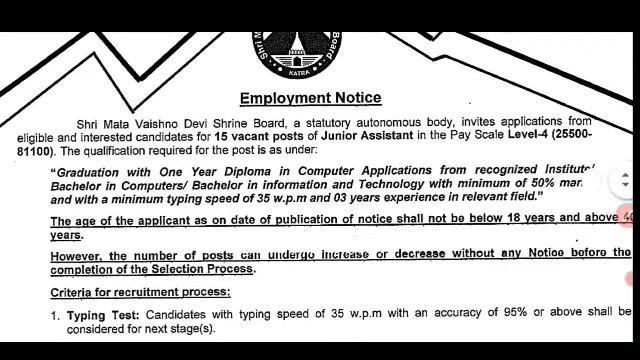 Shri M
Board
KATRA
Employment Notice
Shri Mata Vaishno Devi Shrine Board, a statutory autonomous body, invites applications from
eligible and interested candidates for 15 vacant posts of Junior Assistant in the Pay Scale Level-4 (25500-
81100). The qualification required for the post is as under:
"Graduation with One Year Diploma in Computer Applications from recognized Institute/
Bachelor in Computers/ Bachelor in information and Technology with minimum of 50% mar
and with a minimum typing speed of 35 w.p.m and 03 years experience in relevant field."
The age of the applicant as on date of publication of notice shall not be below 18 years and above 40
years.
However, the number of posts can undergo increase or decrease without any Notice before the
completion of the Selection Process.
Criteria for recruitment process:
1. Typing Test: Candidates with typing speed of 35 w.p.m with an accuracy of 95% or above shall be
considered for next stage(s).